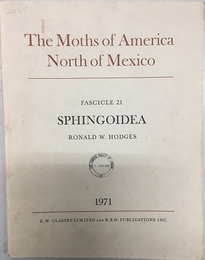 The Moths of America
North of Mexico
FASCICLE 21
SPHINGOIDEA
RONALD W. HODGES
1971
E. W. CLASSEY LIMITED AND R.B.D. PUBLICATIONS INC.